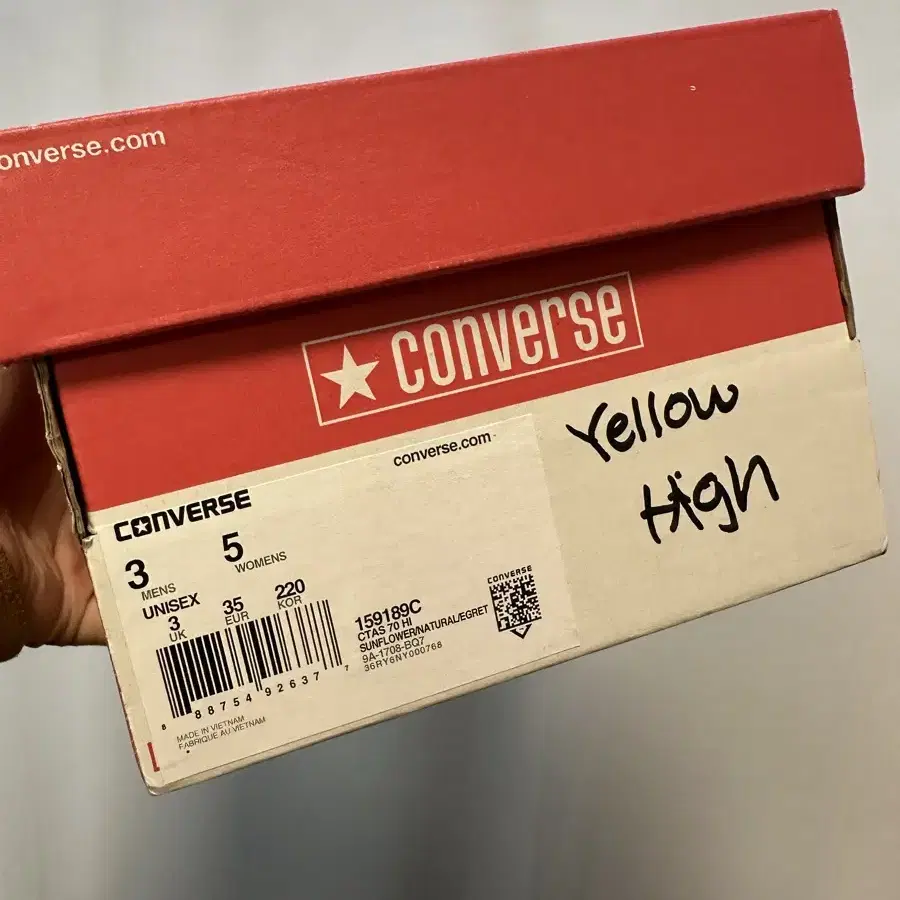 onverse.com
converse
Yellow
High
converse.com
CONVERSE
3 MENS 5 WOMENS
UNISEX
3 UK 35 EUR 220 KOR
159189C
CTAS 70 HI
SUNFLOWER/NATURAL/EGRET
9A-1708-BQ7
36RY6NY000768
CONVERSE
8 88754 92637 7
MADE IN VIETNAM
FABRIQUE AU VIETNAM